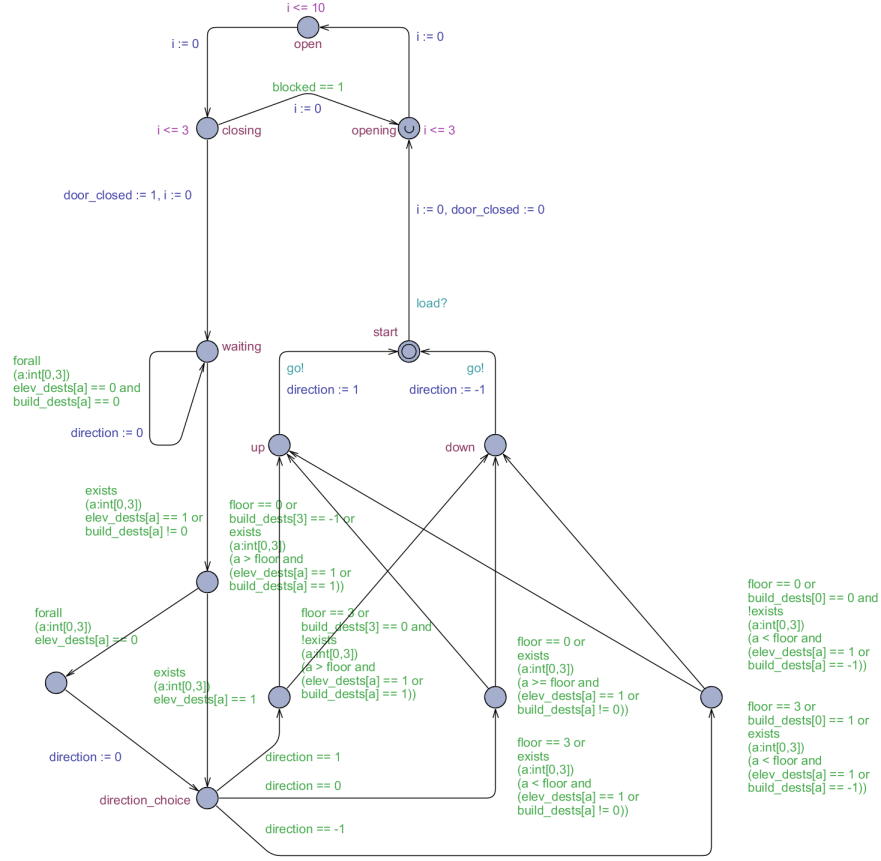 i <= 10
open
i := 0
i := 0
blocked == 1
i := 0
i <= 3
closing
opening
i <= 3
door_closed := 1, i := 0
i := 0, door_closed := 0
load?
start
waiting
forall
(a:int[0,3])
elev_dests[a] == 0 and
build_dests[a] == 0
direction := 0
go!
direction := 1
go!
direction := -1
up
down
exists
(a:int[0,3])
elev_dests[a] == 1 or
build_dests[a] != 0
floor == 0 or
build_dests[3] == -1 or
exists
(a:int[0,3])
(a > floor and
(elev_dests[a] == 1 or
build_dests[a] == 1))
forall
(a:int[0,3])
elev_dests[a] == 0
floor == 3 or
build_dests[3] == 0 and
!exists
(a:int[0,3])
(a > floor and
(elev_dests[a] == 1 or
build_dests[a] == 1))
exists
(a:int[0,3])
elev_dests[a] == 1
floor == 0 or
exists
(a:int[0,3])
(a >= floor and
(elev_dests[a] == 1 or
build_dests[a] != 0))
floor == 0 or
build_dests[0] == 0 and
!exists
(a:int[0,3])
(a < floor and
(elev_dests[a] == 1 or
build_dests[a] == -1))
floor == 3 or
exists
(a:int[0,3])
(a < floor and
(elev_dests[a] == 1 or
build_dests[a] != 0))
floor == 3 or
build_dests[0] == 1 or
exists
(a:int[0,3])
(a < floor and
(elev_dests[a] == 1 or
build_dests[a] == -1))
direction := 0
direction == 1
direction == 0
direction_choice
direction == -1